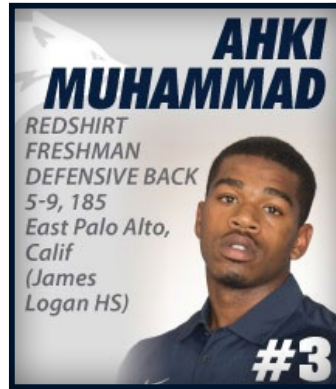 AHKI
MUHAMMAD
REDSHIRT
FRESHMAN
DEFENSIVE BACK
5-9, 185
East Palo Alto,
Calif
(James
Logan HS)
#3